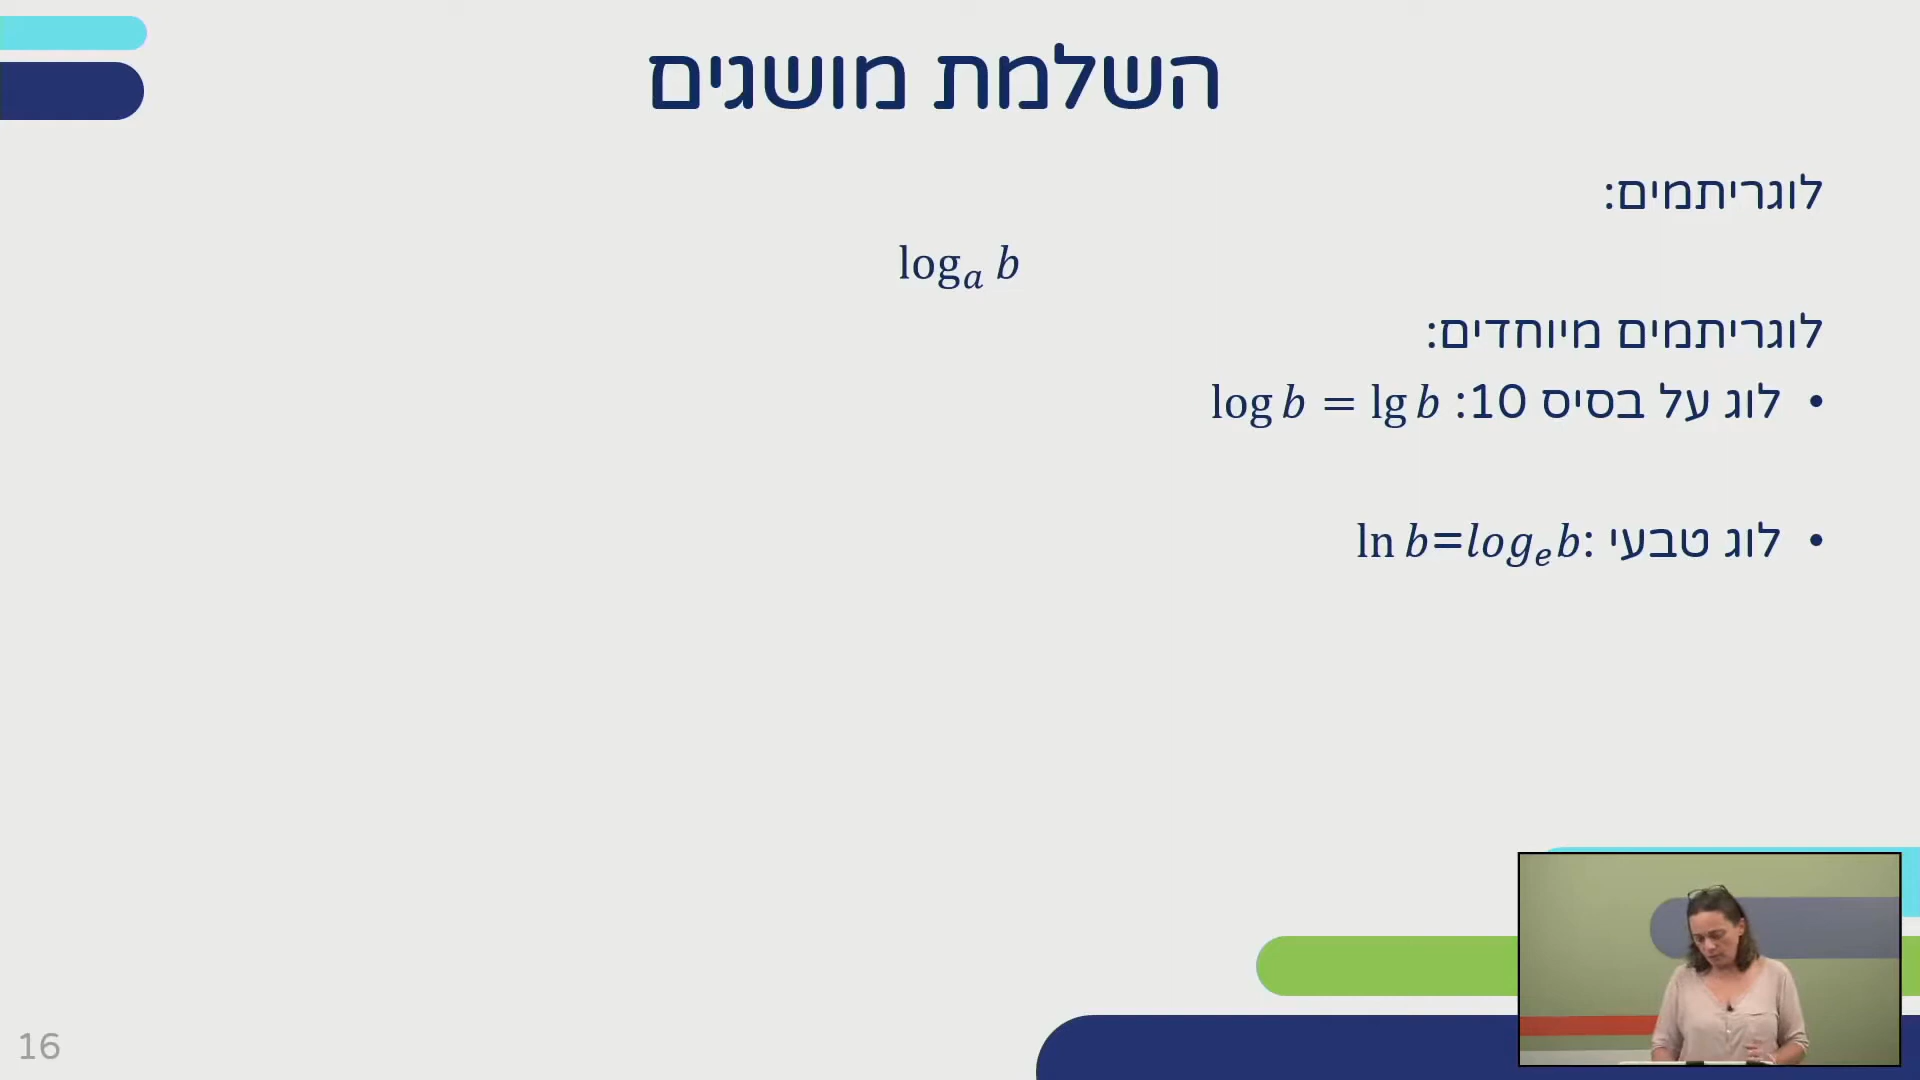 השלמת מושגים
לוגריתמים:
log_a b
לוגריתמים מיוחדים:
• לוג על בסיס 10: log b = lg b
• לוג טבעי: ln b=log_e b
16